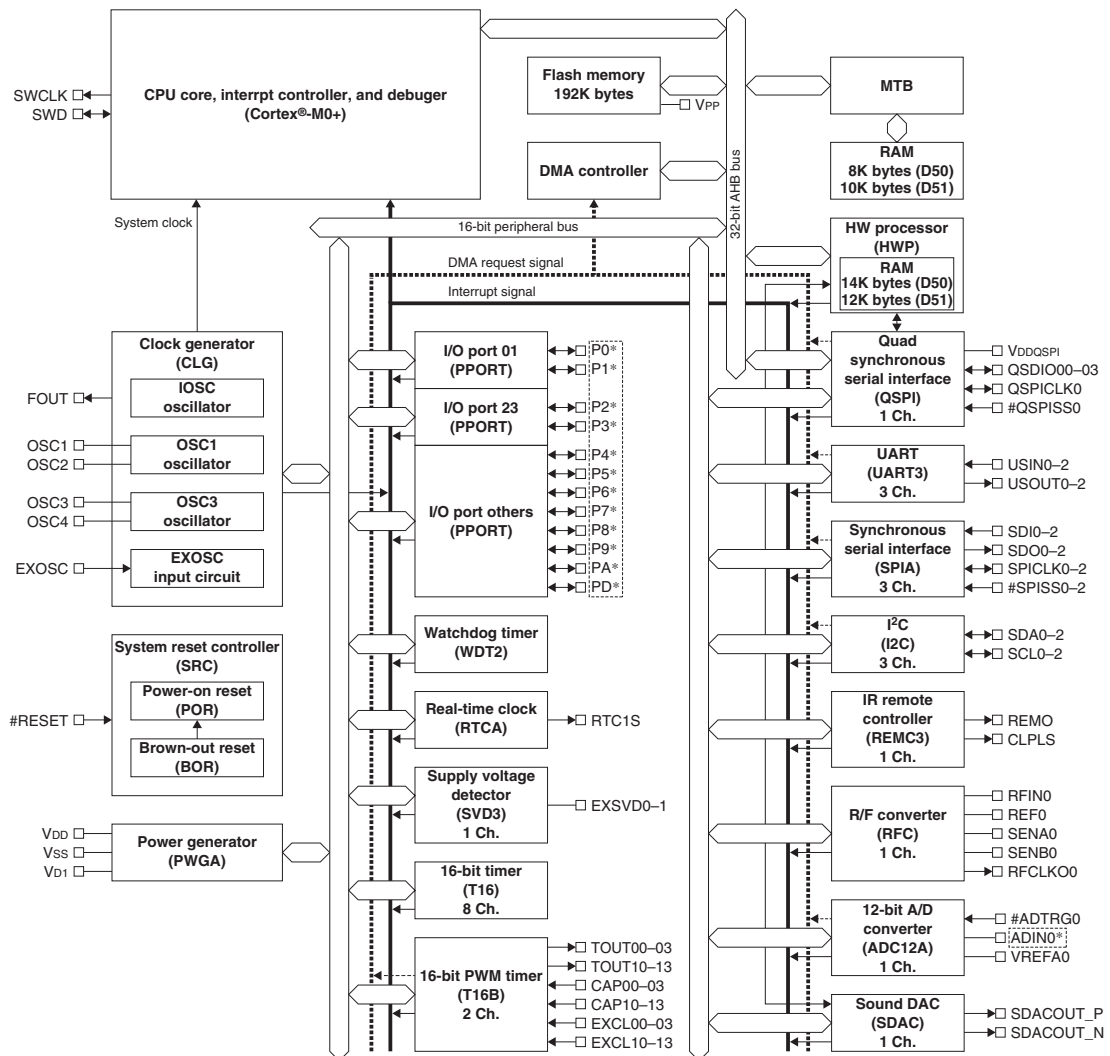 CPU core, interrpt controller, and debuger
(Cortex®-M0+)
SWCLK
SWD
Flash memory
192K bytes
VPP
MTB
RAM
8K bytes (D50)
10K bytes (D51)
DMA controller
32-bit AHB bus
System clock
16-bit peripheral bus
DMA request signal
Interrupt signal
HW processor
(HWP)
RAM
14K bytes (D50)
12K bytes (D51)
Clock generator
(CLG)
IOSC
oscillator
OSC1
oscillator
OSC3
oscillator
EXOSC
input circuit
FOUT
OSC1
OSC2
OSC3
OSC4
EXOSC
System reset controller
(SRC)
Power-on reset
(POR)
Brown-out reset
(BOR)
#RESET
VDD
VSS
VD1
Power generator
(PWGA)
I/O port 01
(PPORT)
P0*
P1*
I/O port 23
(PPORT)
P2*
P3*
I/O port others
(PPORT)
P4*
P5*
P6*
P7*
P8*
P9*
PA*
PD*
Watchdog timer
(WDT2)
Real-time clock
(RTCA)
RTC1S
Supply voltage
detector
(SVD3)
1 Ch.
EXSVD0–1
16-bit timer
(T16)
8 Ch.
16-bit PWM timer
(T16B)
2 Ch.
TOUT00–03
TOUT10–13
CAP00–03
CAP10–13
EXCL00–03
EXCL10–13
Quad
synchronous
serial interface
(QSPI)
1 Ch.
VDDQSPI
QSDIO00–03
QSPICLK0
#QSPISS0
UART
(UART3)
3 Ch.
USIN0–2
USOUT0–2
Synchronous
serial interface
(SPIA)
3 Ch.
SDI0–2
SDO0–2
SPICLK0–2
#SPISS0–2
I²C
(I2C)
3 Ch.
SDA0–2
SCL0–2
IR remote
controller
(REMC3)
1 Ch.
REMO
CLPLS
R/F converter
(RFC)
1 Ch.
RFIN0
REF0
SENA0
SENB0
RFCLKO0
12-bit A/D
converter
(ADC12A)
1 Ch.
#ADTRG0
ADIN0*
VREFA0
Sound DAC
(SDAC)
1 Ch.
SDACOUT_P
SDACOUT_N